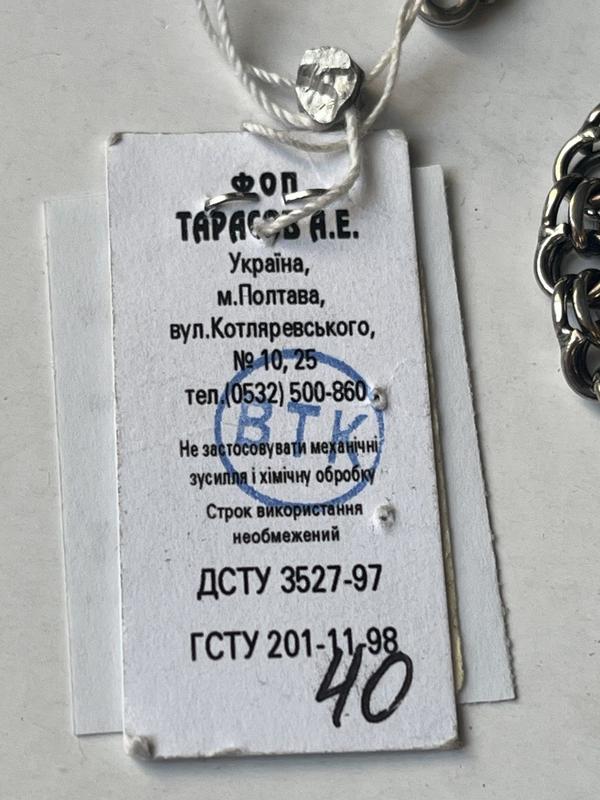 ФОП
ТАРАСОВ А.Е.
Україна,
м.Полтава,
вул.Котляревського,
№ 10, 25
тел.(0532) 500-860
ВТК
Не застосовувати механічні
зусилля і хімічну обробку
Строк використання
необмежений
ДСТУ 3527-97
ГСТУ 201-11-98
40